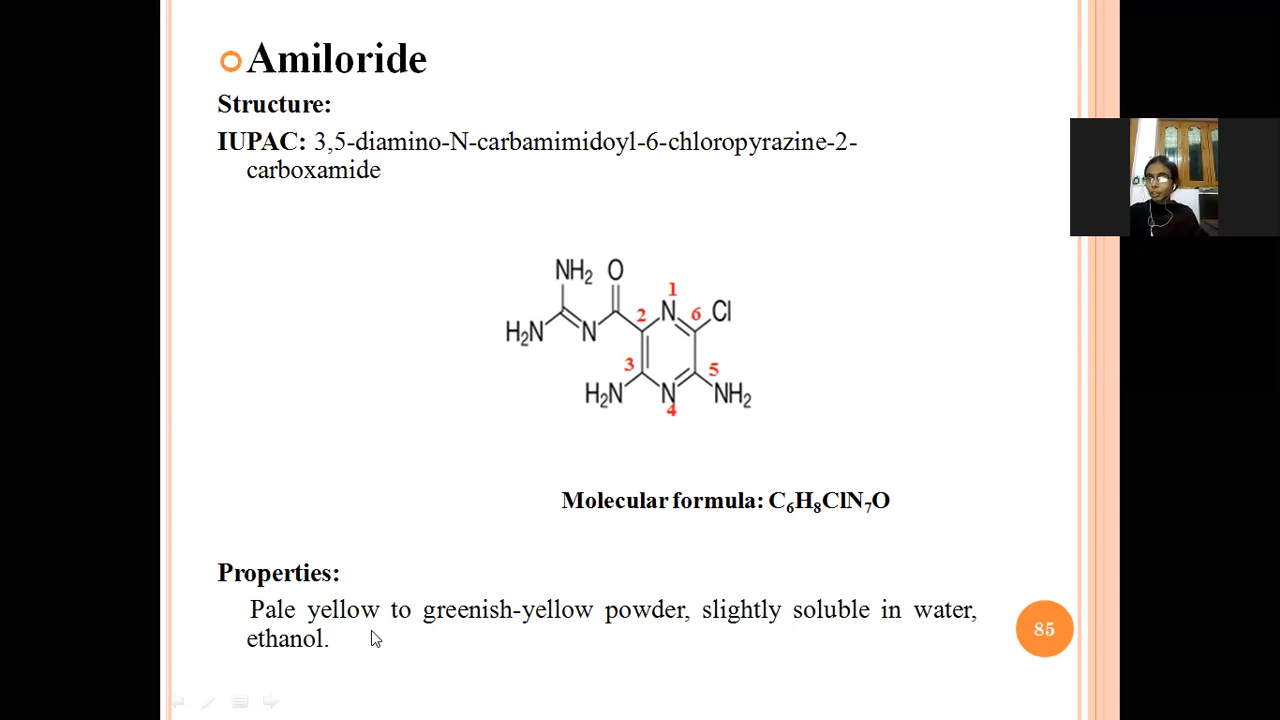 Amiloride
Structure:
IUPAC: 3,5-diamino-N-carbamimidoyl-6-chloropyrazine-2-
carboxamide
NH₂ O
1
2 N 6 Cl
H₂N N
3 5
H₂N N NH₂
4
Molecular formula: C₆H₈ClN₇O
Properties:
Pale yellow to greenish-yellow powder, slightly soluble in water,
ethanol.
85